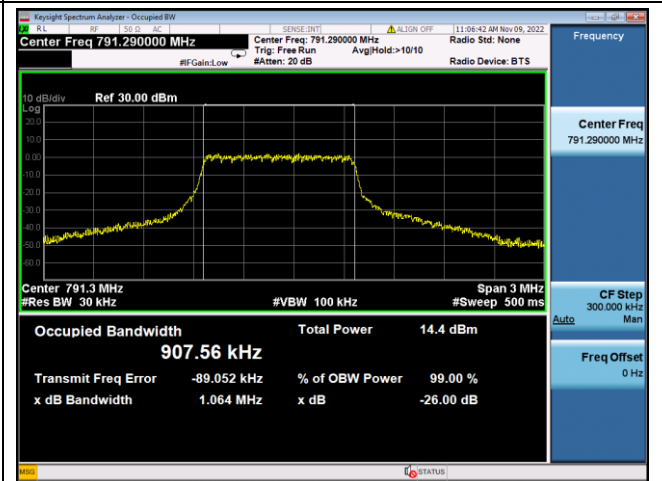 Keysight Spectrum Analyzer - Occupied BW
RL RF 50 Ω AC SENSE:INT ALIGN OFF 11:06:42 AM Nov 09, 2022
Center Freq 791.290000 MHz Center Freq: 791.290000 MHz Radio Std: None Frequency
Trig: Free Run Avg|Hold:>10/10
#IFGain:Low #Atten: 20 dB Radio Device: BTS
10 dB/div Ref 30.00 dBm
Log
20.0
10.0
0.00
-10.0
-20.0
-30.0
-40.0
-50.0
-60.0
Center Freq
791.290000 MHz
Center 791.3 MHz Span 3 MHz
#Res BW 30 kHz #VBW 100 kHz #Sweep 500 ms
CF Step
300.000 kHz
Auto Man
Occupied Bandwidth Total Power 14.4 dBm
907.56 kHz
Transmit Freq Error -89.052 kHz % of OBW Power 99.00 %
x dB Bandwidth 1.064 MHz x dB -26.00 dB
Freq Offset
0 Hz
MSG STATUS